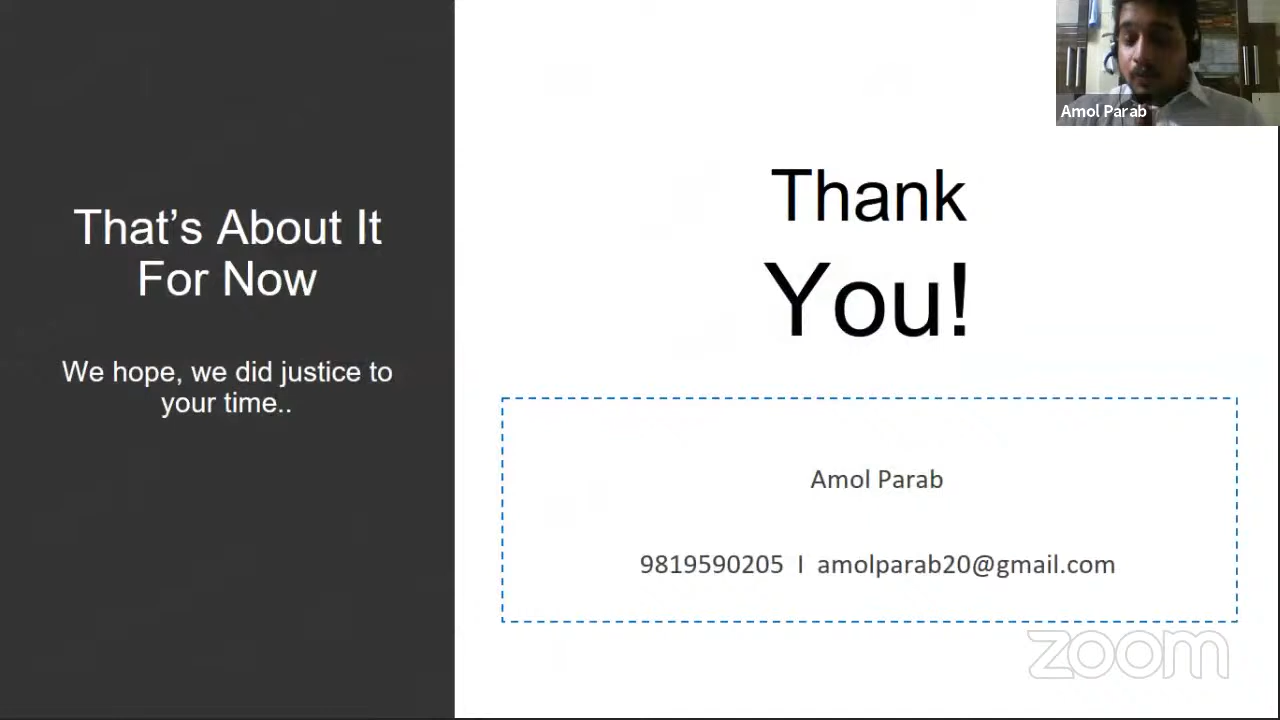 That’s About It
For Now
We hope, we did justice to
your time..
Amol Parab
Thank
You!
Amol Parab
9819590205 I amolparab20@gmail.com
zoom